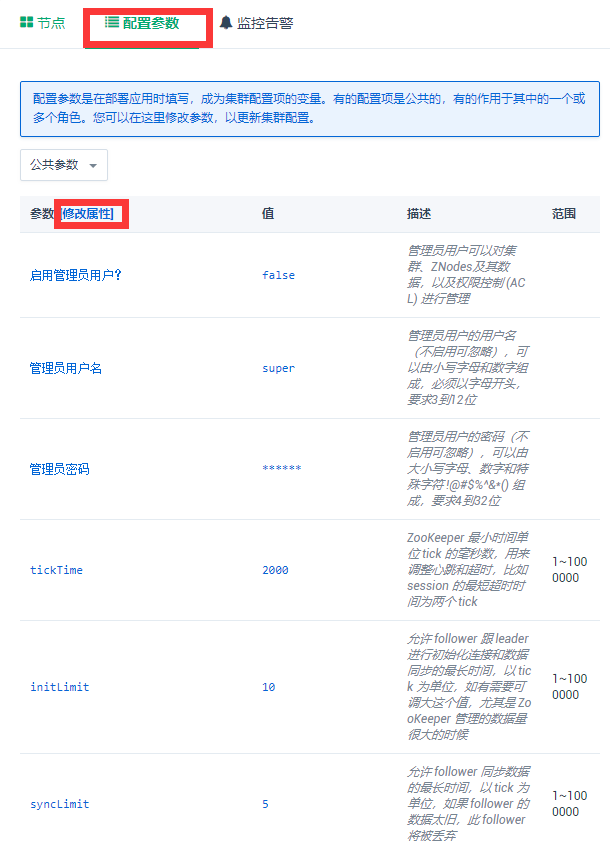 节点 配置参数 监控告警
配置参数是在部署应用时填写，成为集群配置项的变量。有的配置项是公共的，有的作用于其中的一个或
多个角色。您可以在这里修改参数，以更新集群配置。
公共参数
参数 [修改属性] 值 描述 范围
启用管理员用户? false
管理员用户可以对集
群、ZNodes及其数
据，以及权限控制 (AC
L) 进行管理
管理员用户名 super
管理员用户的用户名
（不启用可忽略），可
以由小写字母和数字组
成，必须以字母开头，
要求3到12位
管理员密码 ******
管理员用户的密码（不
启用可忽略），可以由
大小写字母、数字和特
殊字符 !@#$%^&*() 组
成，要求4到32位
tickTime 2000
ZooKeeper 最小时间单
位 tick 的毫秒数，用来
调整心跳和超时，比如
session 的最短超时时
间为两个 tick
1~100
0000
initLimit 10
允许 follower 跟 leader
进行初始化连接和数据
同步的最长时间，以 tic
k 为单位，如有需要可
调大这个值，尤其是 Zo
oKeeper 管理的数据量
很大的时候
1~100
0000
syncLimit 5
允许 follower 同步数据
的最长时间，以 tick 为
单位，如果 follower 的
数据太旧，此 follower
将被丢弃
1~100
0000